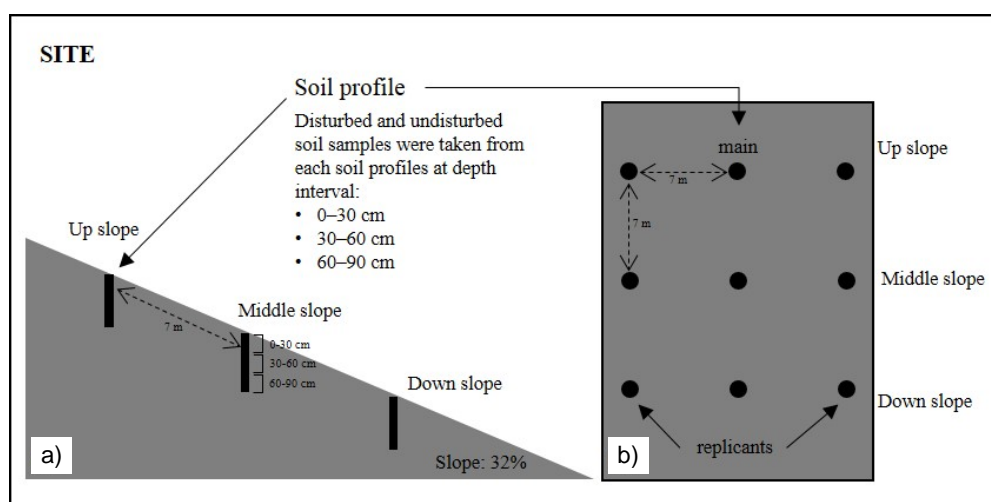 SITE
Soil profile
Disturbed and undisturbed
soil samples were taken from
each soil profiles at depth
interval:
• 0–30 cm
• 30–60 cm
• 60–90 cm
Up slope
7 m
Middle slope
0-30 cm
30-60 cm
60-90 cm
Down slope
Slope: 32%
a)
main
Up slope
7 m
7 m
Middle slope
Down slope
replicants
b)